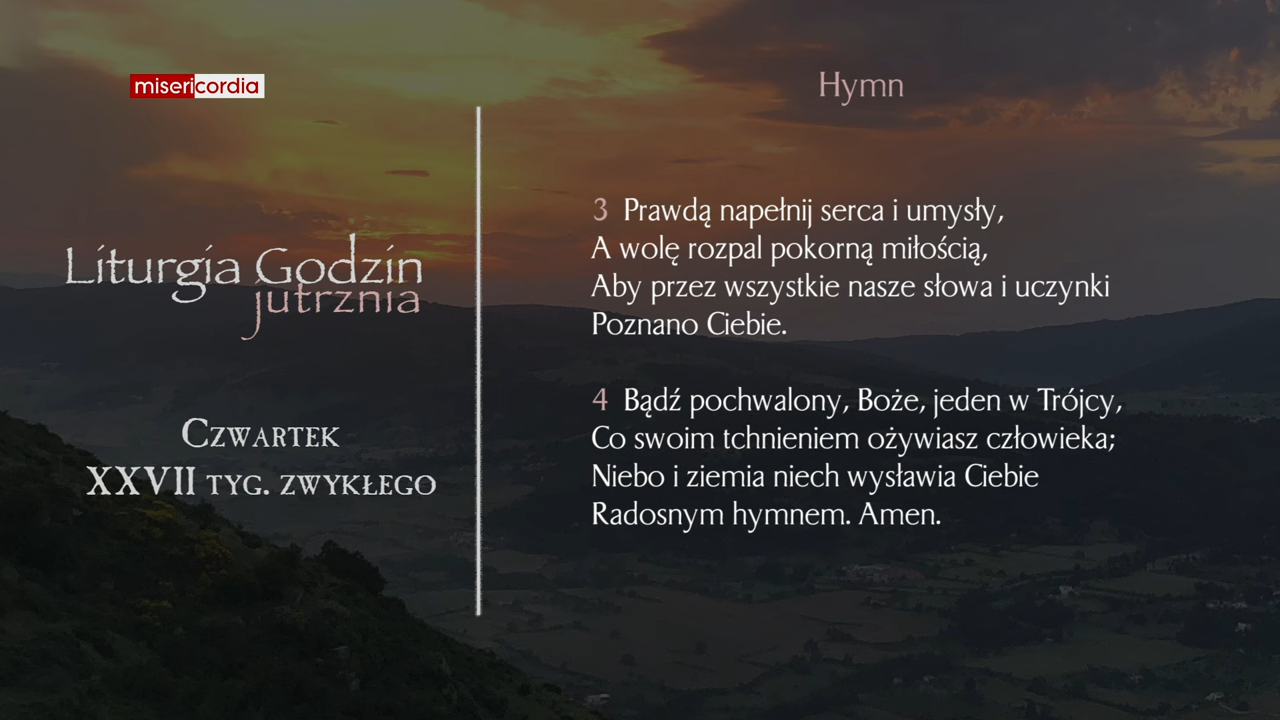 misericordia
Liturgia Godzin
jutrznia
Czwartek
XXVII tyg. zwykłego
Hymn
3 Prawdą napełnij serca i umysły,
A wolę rozpal pokorną miłością,
Aby przez wszystkie nasze słowa i uczynki
Poznano Ciebie.
4 Bądź pochwalony, Boże, jeden w Trójcy,
Co swoim tchnieniem ożywiasz człowieka;
Niebo i ziemia niech wysławia Ciebie
Radosnym hymnem. Amen.